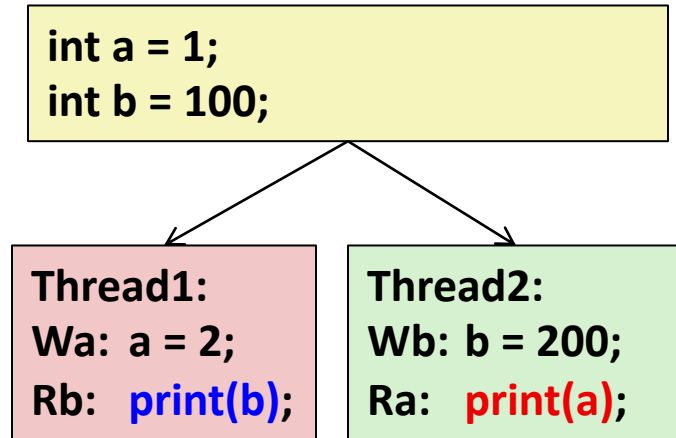 int a = 1;
int b = 100;
Thread1:
Wa: a = 2;
Rb: print(b);
Thread2:
Wb: b = 200;
Ra: print(a);